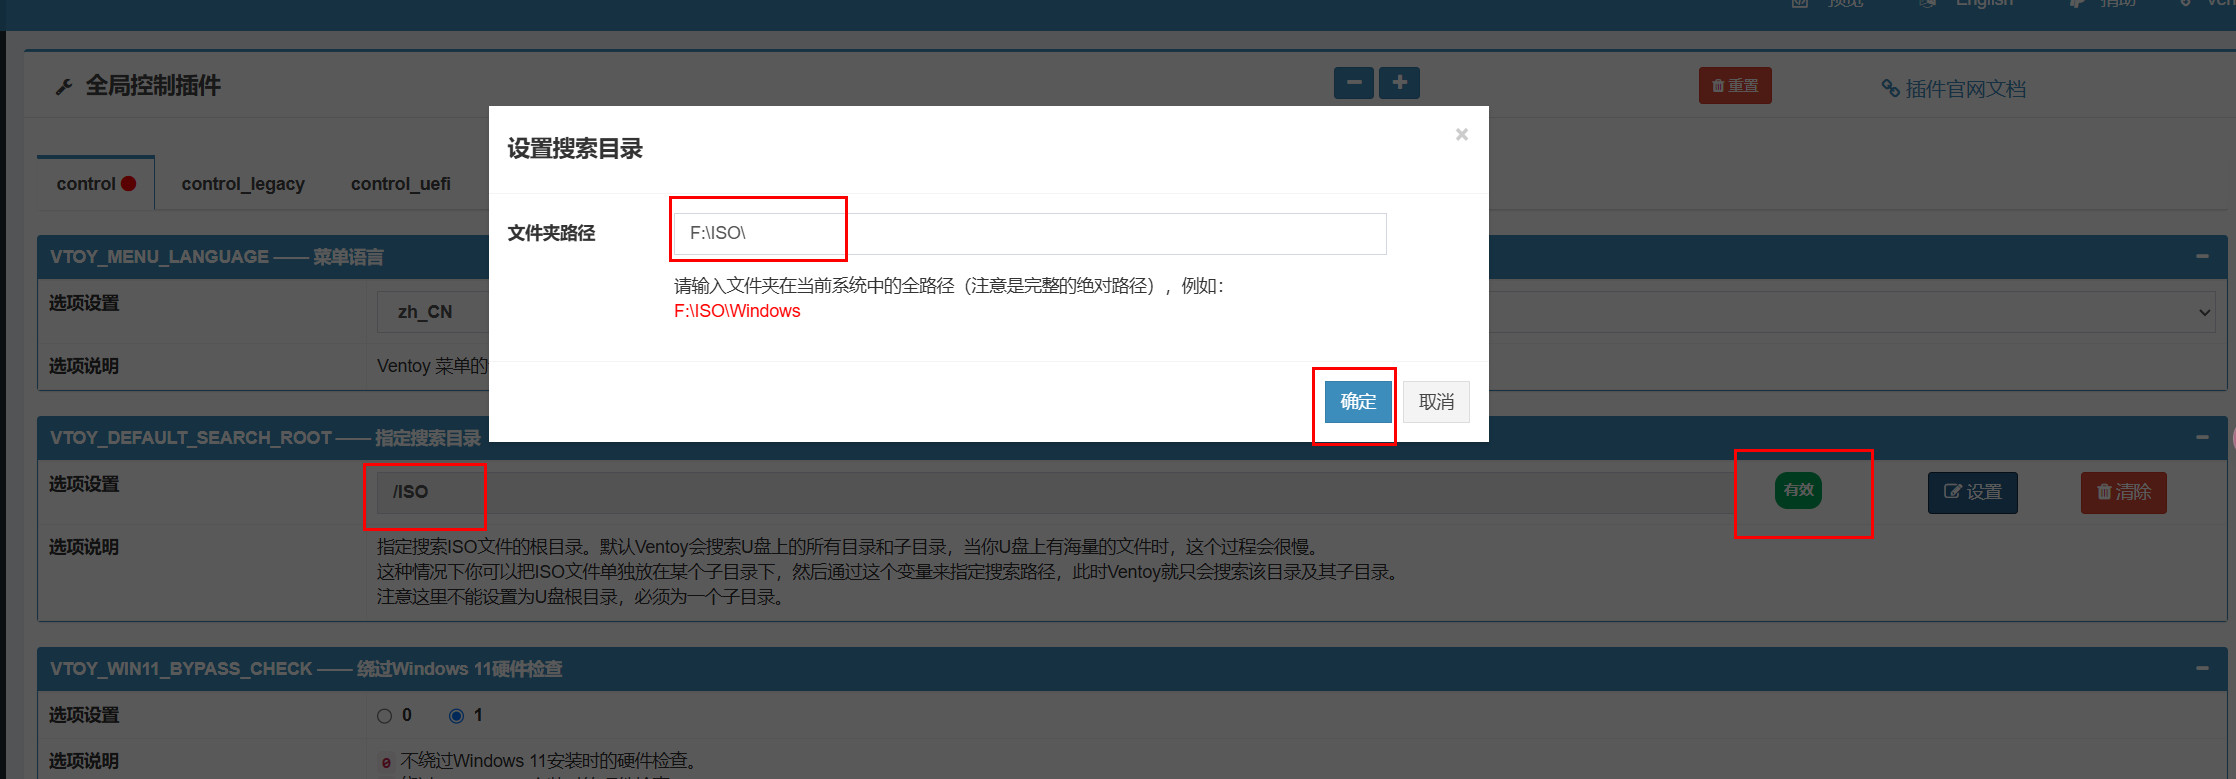 预览 English 捐助
全局控制插件
重置
插件官网文档
设置搜索目录
×
control
control_legacy
control_uefi
文件夹路径
F:\ISO\
请输入文件夹在当前系统中的全路径（注意是完整的绝对路径），例如：
F:\ISO\Windows
确定
取消
VTOY_MENU_LANGUAGE —— 菜单语言
选项设置
zh_CN
选项说明
Ventoy 菜单的
VTOY_DEFAULT_SEARCH_ROOT —— 指定搜索目录
选项设置
/ISO
有效
设置
清除
选项说明
指定搜索ISO文件的根目录。默认Ventoy会搜索U盘上的所有目录和子目录，当你U盘上有海量的文件时，这个过程会很慢。
这种情况下你可以把ISO文件单独放在某个子目录下，然后通过这个变量来指定搜索路径，此时Ventoy就只会搜索该目录及其子目录。
注意这里不能设置为U盘根目录，必须为一个子目录。
VTOY_WIN11_BYPASS_CHECK —— 绕过Windows 11硬件检查
选项设置
0 1
选项说明
0 不绕过Windows 11安装时的硬件检查。